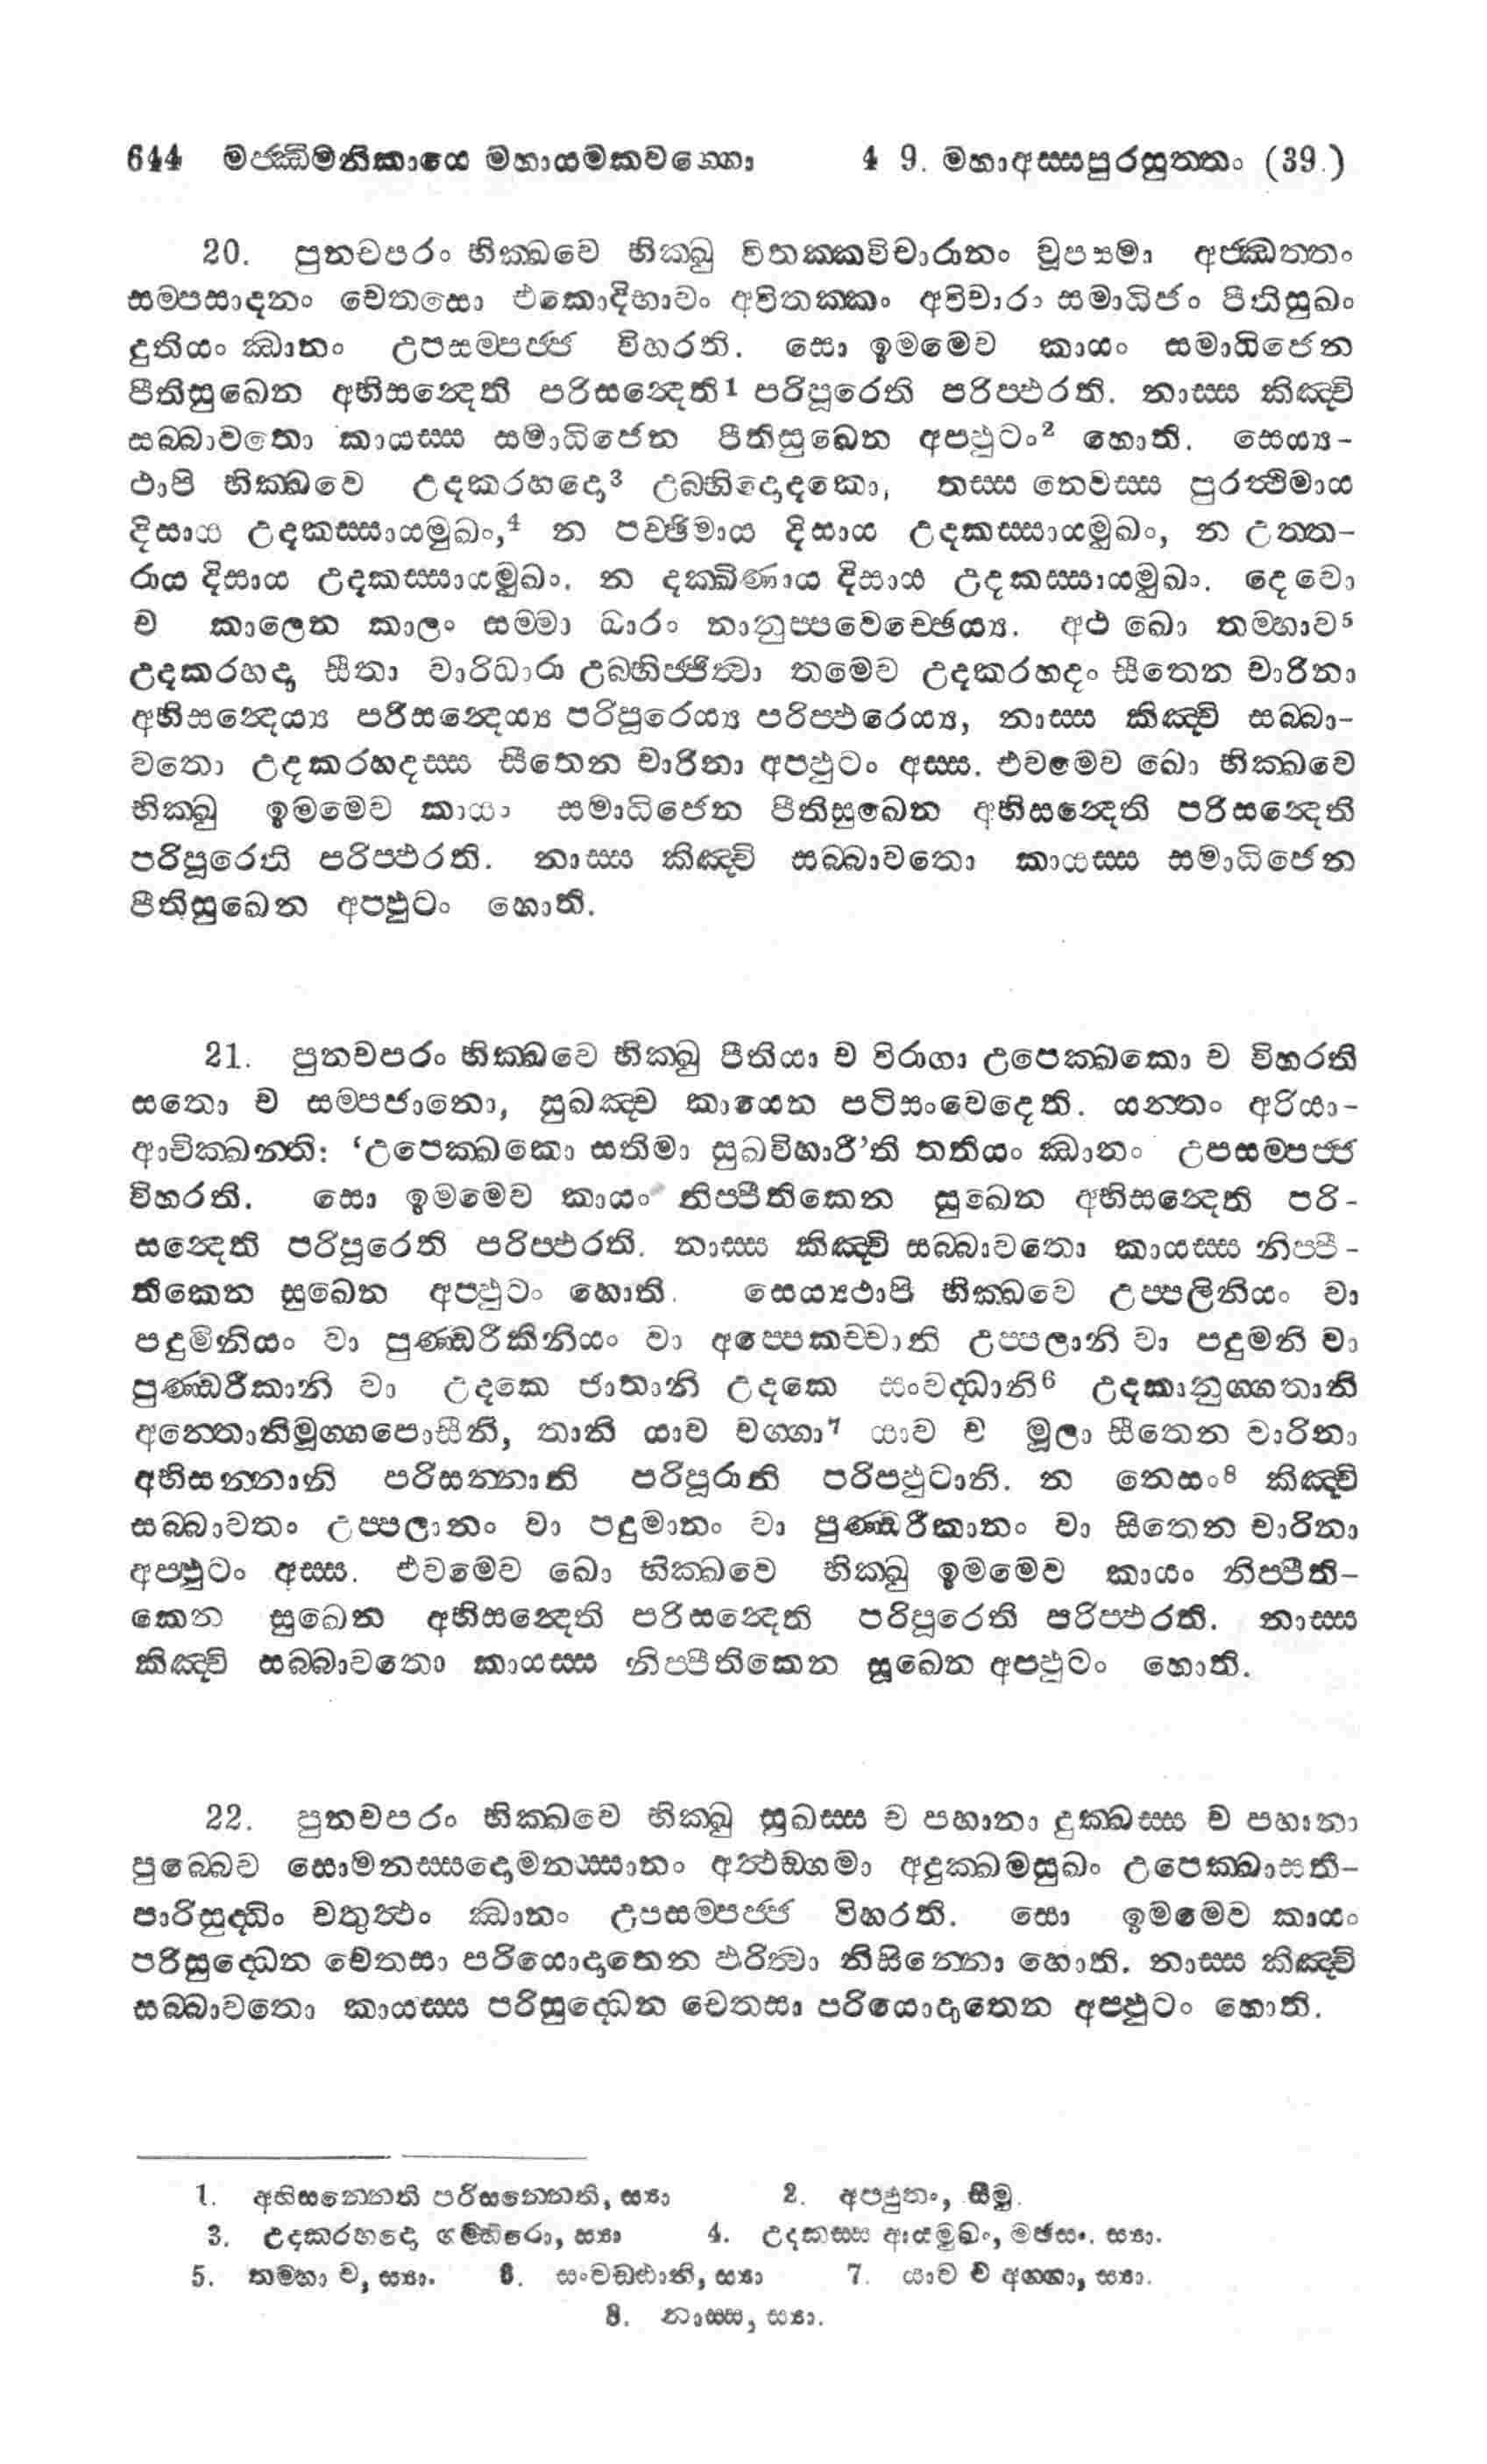 644 මජ්ඣිමනිකායෙ මහායමකවග්ගො 4 9. මහාඅස්සපුරසුත්තං (39.)
20. පුනචපරං භික්ඛවෙ භික්ඛු විතක්කවිචාරානං වූපසමා අජ්ඣත්තං
සම්පසාදනං චෙතසො එකොදිභාවං අවිතක්කං අවිචාරං සමාධිජං පීතිසුඛං
දුතියං ඣානං උපසම්පජ්ජ විහරති. සො ඉමමෙව කායං සමාධිජෙන
පීතිසුඛෙන අභිසන්දෙති පරිසන්දෙති1 පරිපූරෙති පරිප්ඵරති. නාස්ස කිඤ්චි
සබ්බාවතො කායස්ස සමාධිජෙන පීතිසුඛෙන අප්ඵුටං2 හොති. සෙය්‍ය-
ථාපි භික්ඛවෙ උදකරහදො3 උබ්භිදොදකො, තස්ස නෙවස්ස පුරත්ථිමාය
දිසාය උදකස්සායමුඛං,4 න පච්ඡිමාය දිසාය උදකස්සායමුඛං, න උත්ත-
රාය දිසාය උදකස්සායමුඛං. න දක්ඛිණාය දිසාය උදකස්සායමුඛං. දෙවො
ච කාලෙන කාලං සම්මා ධාරං නානුප්පවෙච්ඡෙය්‍ය. අථ ඛො තම්හාව5
උදකරහදා සීතා වාරිධාරා උබ්භිජ්ජිත්වා තමෙව උදකරහදං සීතෙන වාරිනා
අභිසන්දෙය්‍ය පරිසන්දෙය්‍ය පරිපූරෙය්‍ය පරිප්ඵරෙය්‍ය, නාස්ස කිඤ්චි සබ්බා-
වතො උදකරහදස්ස සීතෙන වාරිනා අප්ඵුටං අස්ස. එවමෙව ඛො භික්ඛවෙ
භික්ඛු ඉමමෙව කායං සමාධිජෙන පීතිසුඛෙන අභිසන්දෙති පරිසන්දෙති
පරිපූරෙති පරිප්ඵරති. නාස්ස කිඤ්චි සබ්බාවතො කායස්ස සමාධිජෙන
පීතිසුඛෙන අප්ඵුටං හොති.
21. පුනචපරං භික්ඛවෙ භික්ඛු පීතියා ච විරාගා උපෙක්ඛකො ච විහරති
සතො ච සම්පජානො, සුඛඤ්ච කායෙන පටිසංවෙදෙති. යන්තං අරියා-
ආචික්ඛන්ති: ‘උපෙක්ඛකො සතිමා සුඛවිහාරී’ති තතියං ඣානං උපසම්පජ්ජ
විහරති. සො ඉමමෙව කායං නිප්පීතිකෙන සුඛෙන අභිසන්දෙති පරි-
සන්දෙති පරිපූරෙති පරිප්ඵරති. නාස්ස කිඤ්චි සබ්බාවතො කායස්ස නිප්පී-
තිකෙන සුඛෙන අප්ඵුටං හොති. සෙය්‍යථාපි භික්ඛවෙ උප්පලිනියං වා
පදුමිනියං වා පුණ්ඩරීකිනියං වා අප්පෙකච්චානි උප්පලානි වා පදුමනි වා
පුණ්ඩරීකානි වා උදකෙ ජාතානි උදකෙ සංවද්ධානි6 උදකානුග්ගතානි
අන්තොනිමුග්ගපොසීනි, තානි යාව චග්ගා7 යාව ච මූලා සීතෙන වාරිනා
අභිසන්නානි පරිසන්නානි පරිපූරානි පරිප්ඵුටානි. න නෙසං8 කිඤ්චි
සබ්බාවතං උප්පලානං වා පදුමානං වා පුණ්ඩරීකානං වා සිතෙන වාරිනා
අප්ඵුටං අස්ස. එවමෙව ඛො භික්ඛවෙ භික්ඛු ඉමමෙව කායං නිප්පීති-
කෙන සුඛෙන අභිසන්දෙති පරිසන්දෙති පරිපූරෙති පරිප්ඵරති. නාස්ස
කිඤ්චි සබ්බාවතො කායස්ස නිප්පීතිකෙන සූඛෙන අප්ඵුටං හොති.
22. පුනචපරං භික්ඛවෙ භික්ඛු සුඛස්ස ච පහානා දුක්ඛස්ස ච පහානා
පුබ්බෙව සොමනස්සදොමනස්සානං අත්ථඞ්ගමා අදුක්ඛමසුඛං උපෙක්ඛාසති-
පාරිසුද්ධිං චතුත්ථං ඣානං උපසම්පජ්ජ විහරති. සො ඉමමෙව කායං
පරිසුද්ධෙන චෙතසා පරියොදාතෙන ඵරිත්වා නිසින්නො හොති. නාස්ස කිඤ්චි
සබ්බාවතො කායස්ස පරිසුද්ධෙන චෙතසා පරියොදාතෙන අප්ඵුටං හොති.
1. අභිසන්නෙති පරිසන්නෙති, ස්‍යා 2. අප්ඵුතං, සීමු.
3. උදකරහදො ගම්භීරො, ස්‍යා 4. උදකස්ස ආයමුඛං, මජසං. ස්‍යා.
5. තම්හා ච, ස්‍යා. 6. සංවඩ්ඪානි, ස්‍යා 7. යාව ච අග්ගා, ස්‍යා.
8. නාස්ස, ස්‍යා.